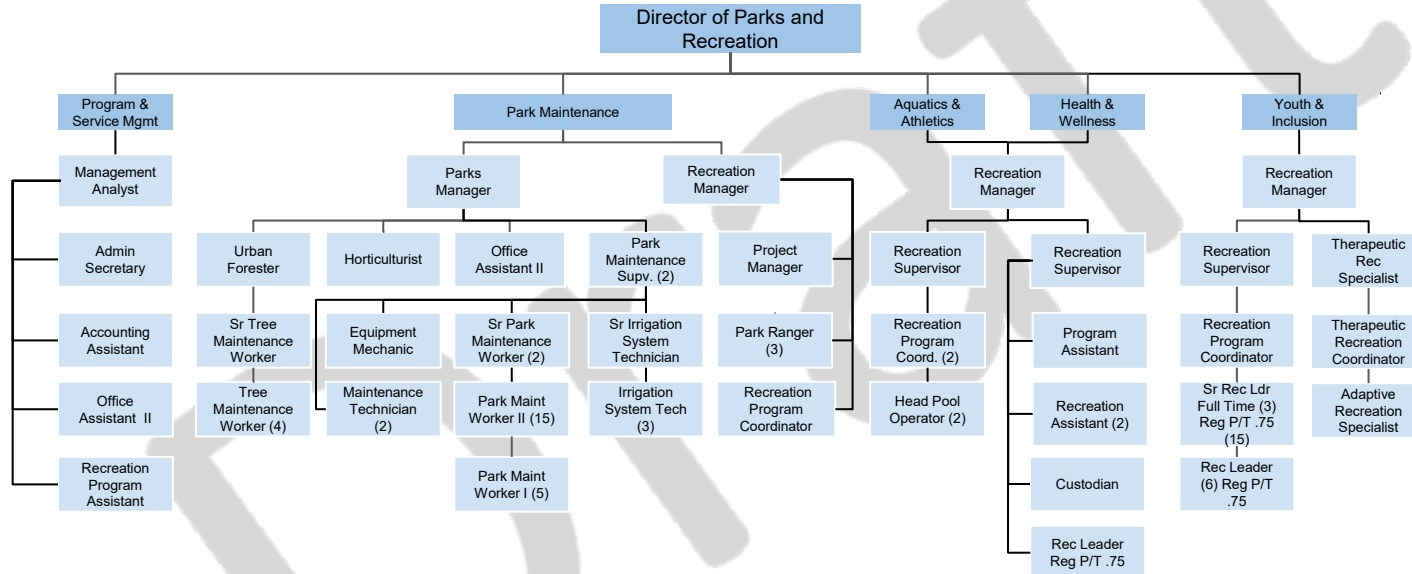 Director of Parks and
Recreation
Program &
Service Mgmt
Park Maintenance
Aquatics &
Athletics
Health &
Wellness
Youth &
Inclusion
Management
Analyst
Parks
Manager
Recreation
Manager
Recreation
Manager
Recreation
Manager
Admin
Secretary
Urban
Forester
Horticulturist
Office
Assistant II
Park
Maintenance
Supv. (2)
Project
Manager
Recreation
Supervisor
Recreation
Supervisor
Recreation
Supervisor
Therapeutic
Rec
Specialist
Accounting
Assistant
Sr Tree
Maintenance
Worker
Equipment
Mechanic
Sr Park
Maintenance
Worker (2)
Sr Irrigation
System
Technician
Park Ranger
(3)
Recreation
Program
Coord. (2)
Program
Assistant
Recreation
Program
Coordinator
Therapeutic
Recreation
Coordinator
Office
Assistant II
Tree
Maintenance
Worker (4)
Maintenance
Technician
(2)
Park Maint
Worker II (15)
Irrigation
System Tech
(3)
Recreation
Program
Coordinator
Head Pool
Operator (2)
Recreation
Assistant (2)
Sr Rec Ldr
Full Time (3)
Reg P/T .75
(15)
Adaptive
Recreation
Specialist
Recreation
Program
Assistant
Park Maint
Worker I (5)
Custodian
Rec Leader
(6) Reg P/T
.75
Rec Leader
Reg P/T .75
Draft